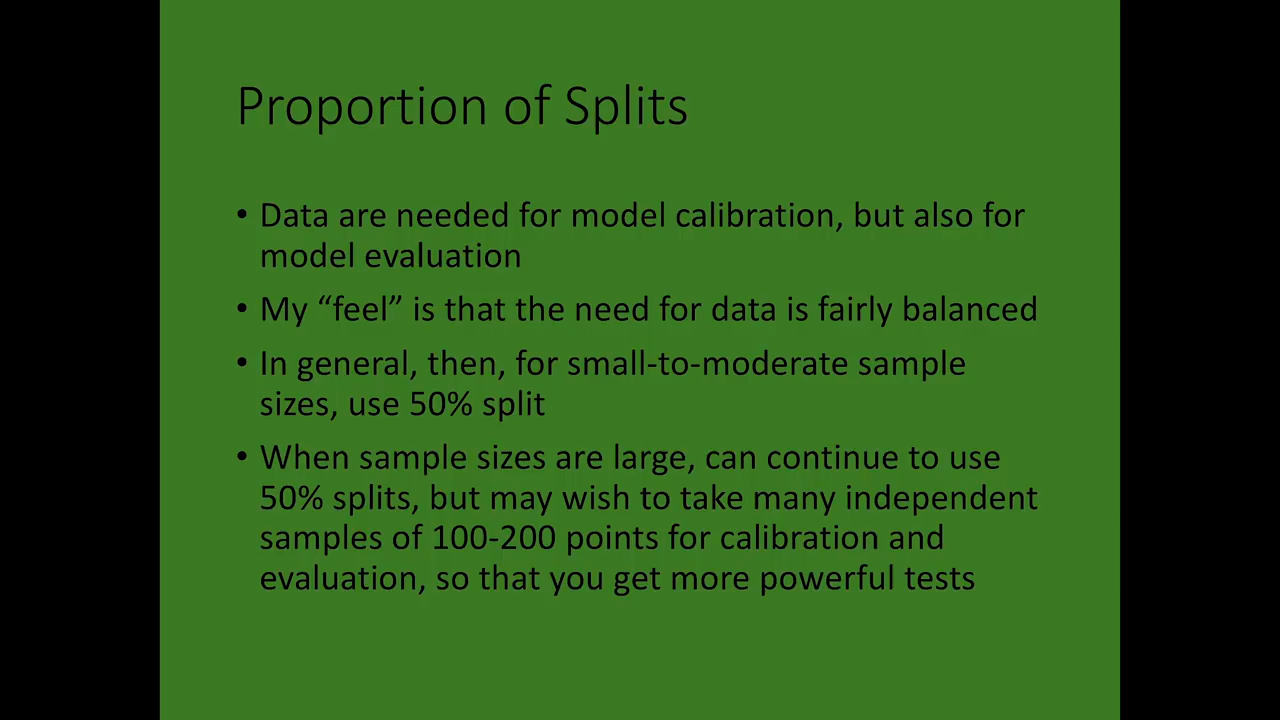 Proportion of Splits
• Data are needed for model calibration, but also for
model evaluation
• My “feel” is that the need for data is fairly balanced
• In general, then, for small-to-moderate sample
sizes, use 50% split
• When sample sizes are large, can continue to use
50% splits, but may wish to take many independent
samples of 100-200 points for calibration and
evaluation, so that you get more powerful tests